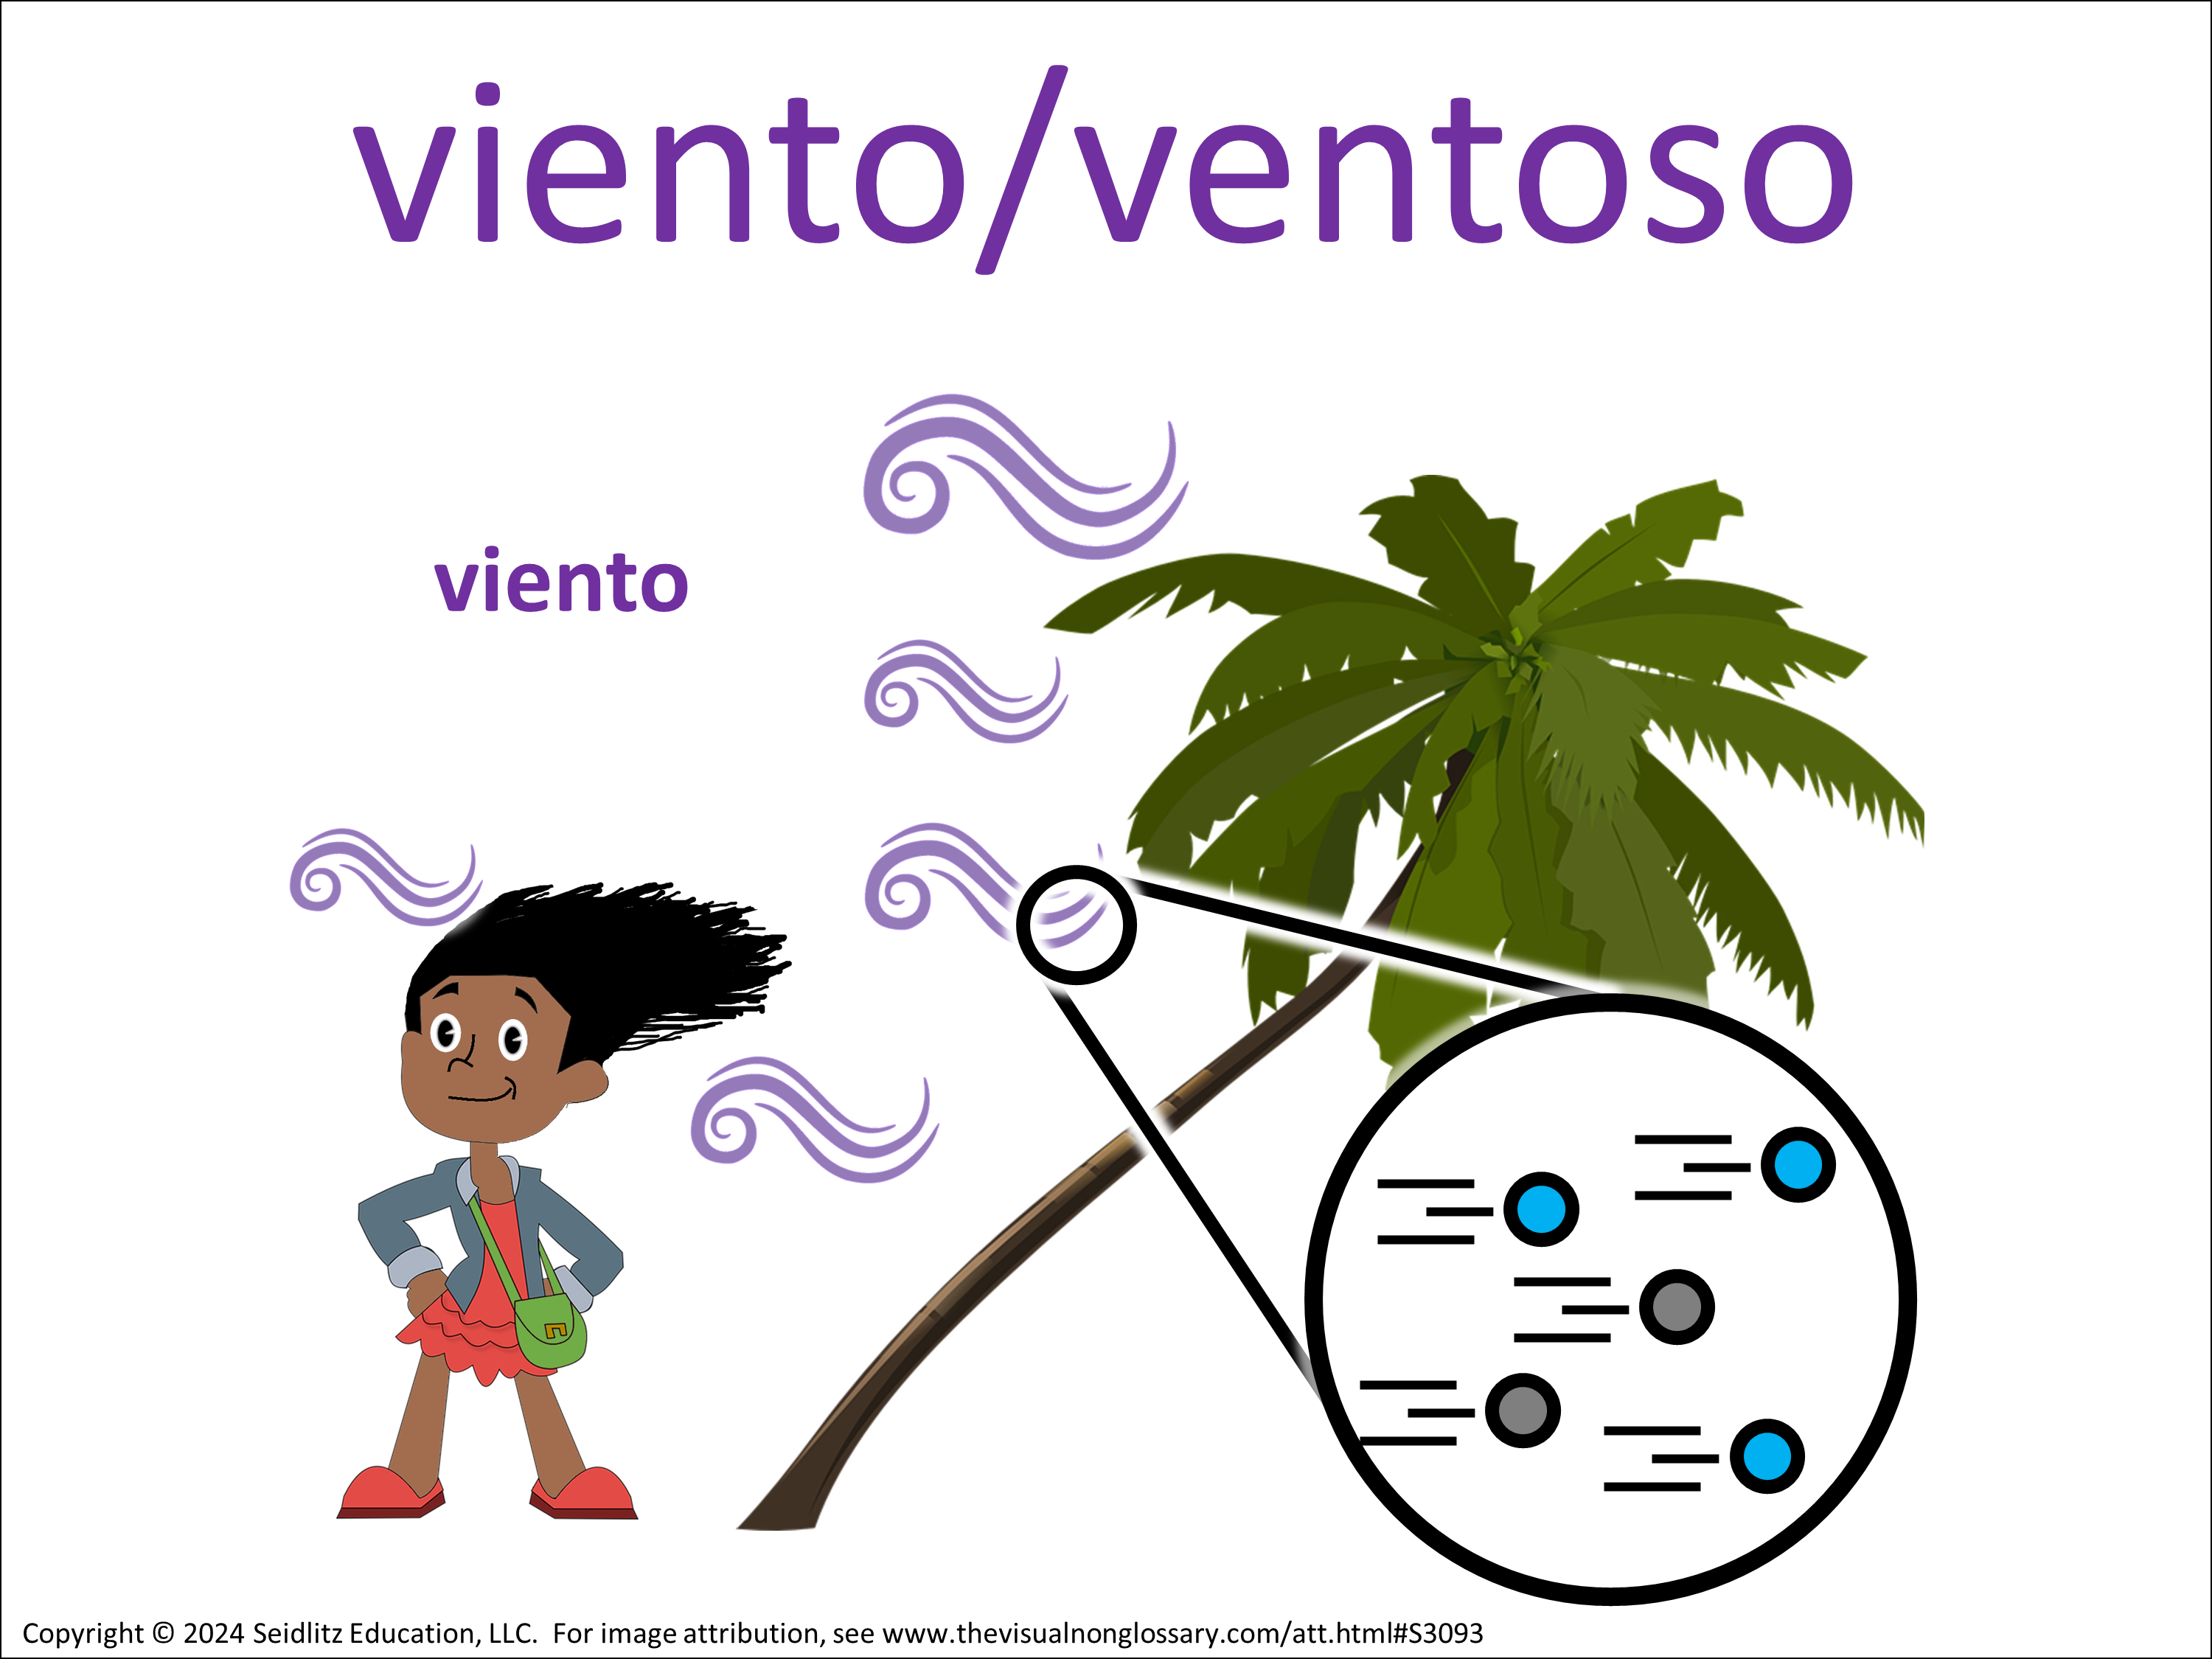 viento/ventoso
viento
Copyright © 2024 Seidlitz Education, LLC.  For image attribution, see www.thevisualnonglossary.com/att.html#S3093